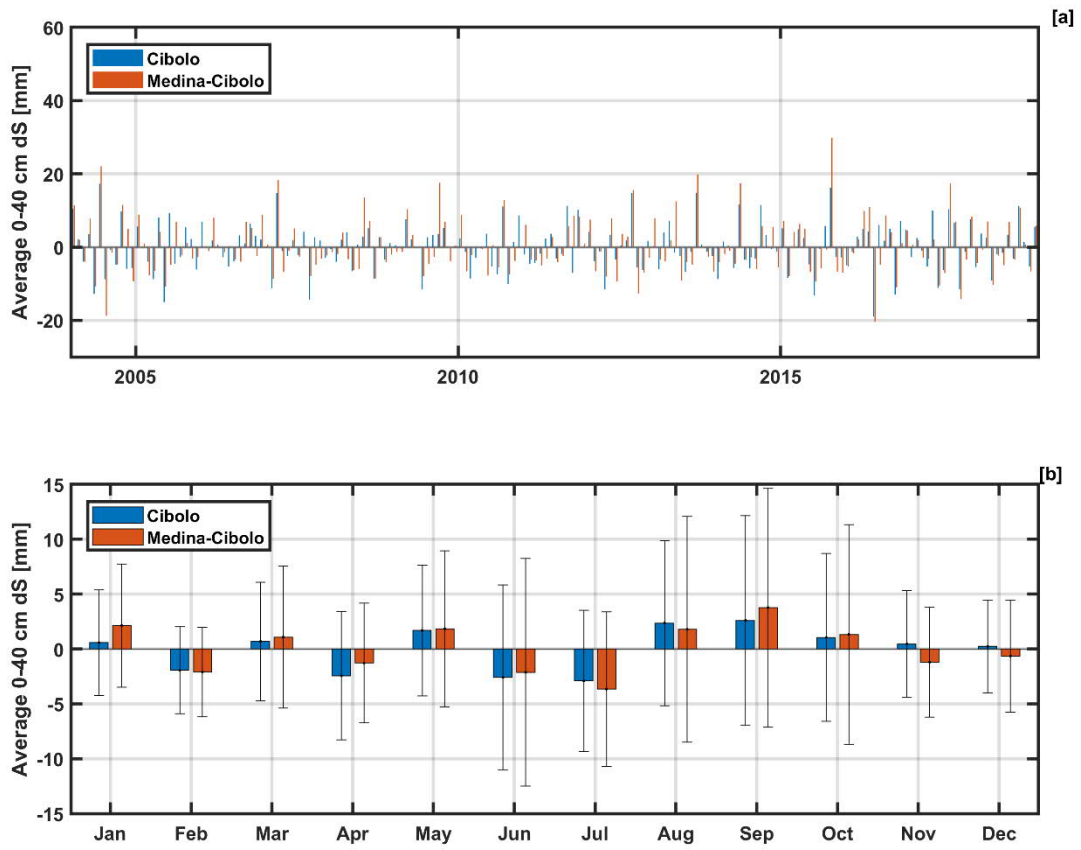 [a]
60
40
20
0
-20
Average 0-40 cm dS [mm]
Cibolo
Medina-Cibolo
2005 2010 2015
[b]
15
10
5
0
-5
-10
-15
Average 0-40 cm dS [mm]
Cibolo
Medina-Cibolo
Jan Feb Mar Apr May Jun Jul Aug Sep Oct Nov Dec